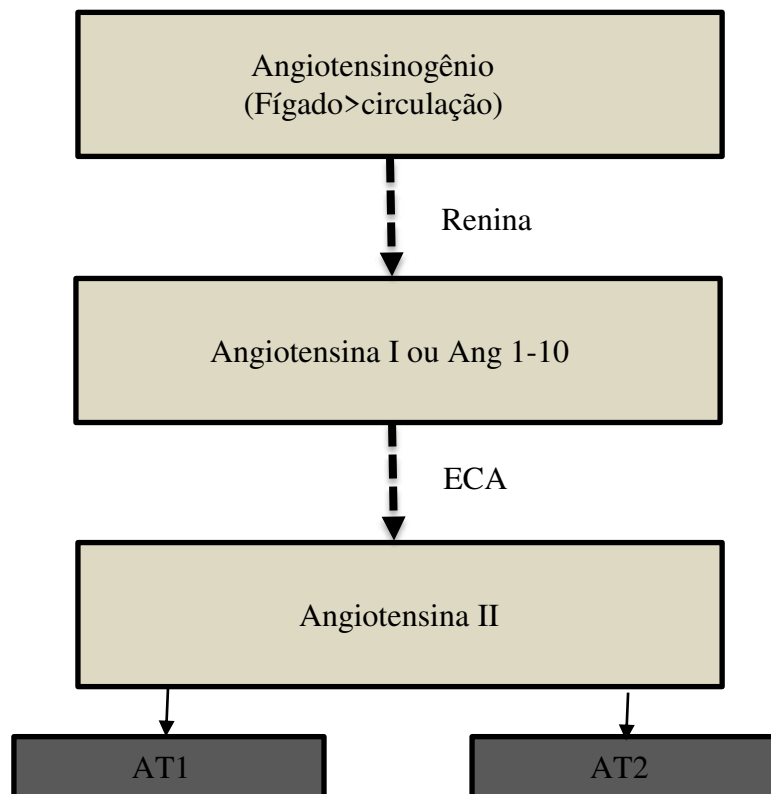 Angiotensinogênio
(Fígado>circulação)
Renina
Angiotensina I ou Ang 1-10
ECA
Angiotensina II
AT1
AT2